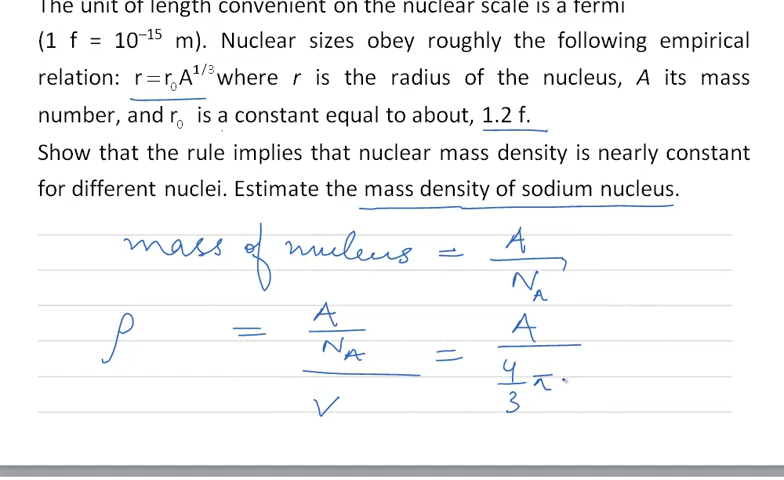 The unit of length convenient on the nuclear scale is a fermi
(1 f = 10⁻¹⁵ m). Nuclear sizes obey roughly the following empirical
relation: r=r₀A¹/³ where r is the radius of the nucleus, A its mass
number, and r₀ is a constant equal to about, 1.2 f.
Show that the rule implies that nuclear mass density is nearly constant
for different nuclei. Estimate the mass density of sodium nucleus.
mass of nucleus = A/N_A
ρ = (A/N_A)/V = A/(4/3 π